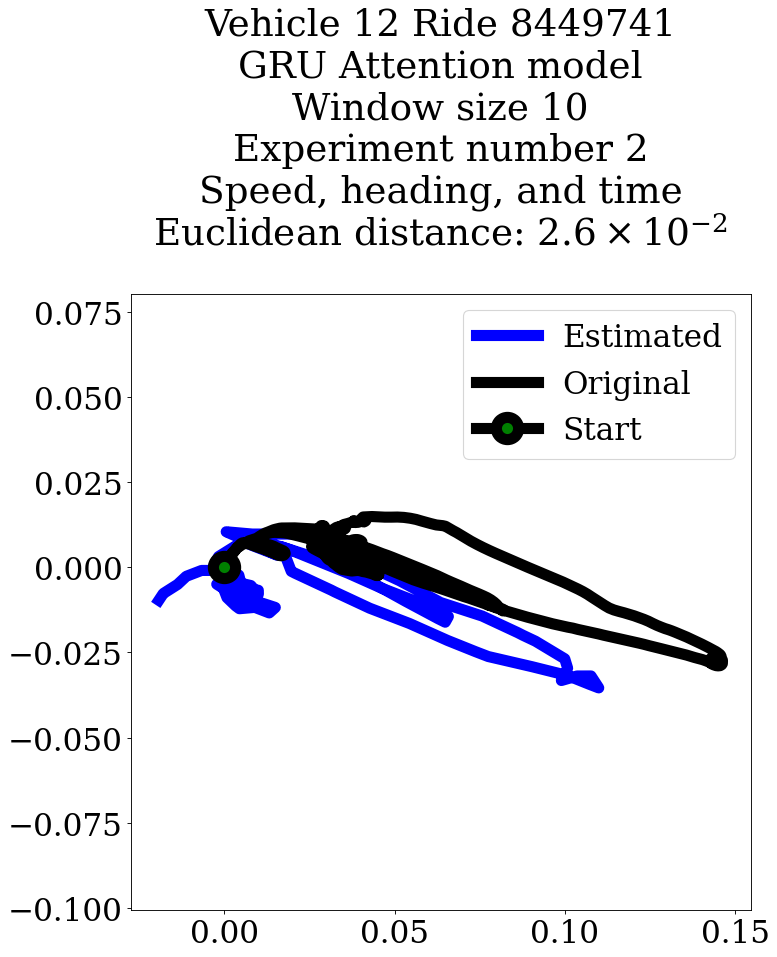 Vehicle 12 Ride 8449741
GRU Attention model
Window size 10
Experiment number 2
Speed, heading, and time
Euclidean distance: 2.6 × 10⁻²
Estimated
Original
Start
0.075
0.050
0.025
0.000
−0.025
−0.050
−0.075
−0.100
0.00 0.05 0.10 0.15